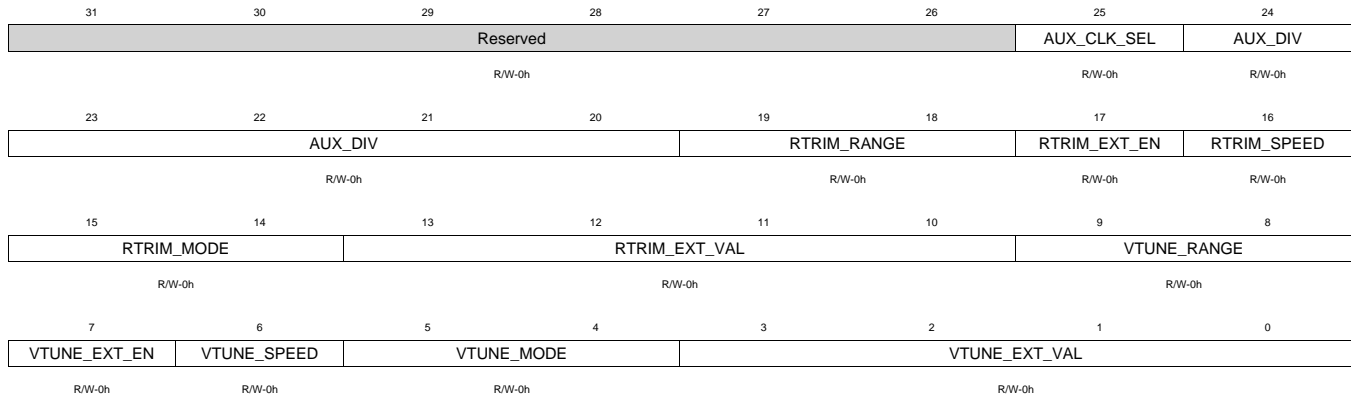 31 30 29 28 27 26 25 24
Reserved AUX_CLK_SEL AUX_DIV
R/W-0h R/W-0h R/W-0h
23 22 21 20 19 18 17 16
AUX_DIV RTRIM_RANGE RTRIM_EXT_EN RTRIM_SPEED
R/W-0h R/W-0h R/W-0h R/W-0h
15 14 13 12 11 10 9 8
RTRIM_MODE RTRIM_EXT_VAL VTUNE_RANGE
R/W-0h R/W-0h R/W-0h
7 6 5 4 3 2 1 0
VTUNE_EXT_EN VTUNE_SPEED VTUNE_MODE VTUNE_EXT_VAL
R/W-0h R/W-0h R/W-0h R/W-0h